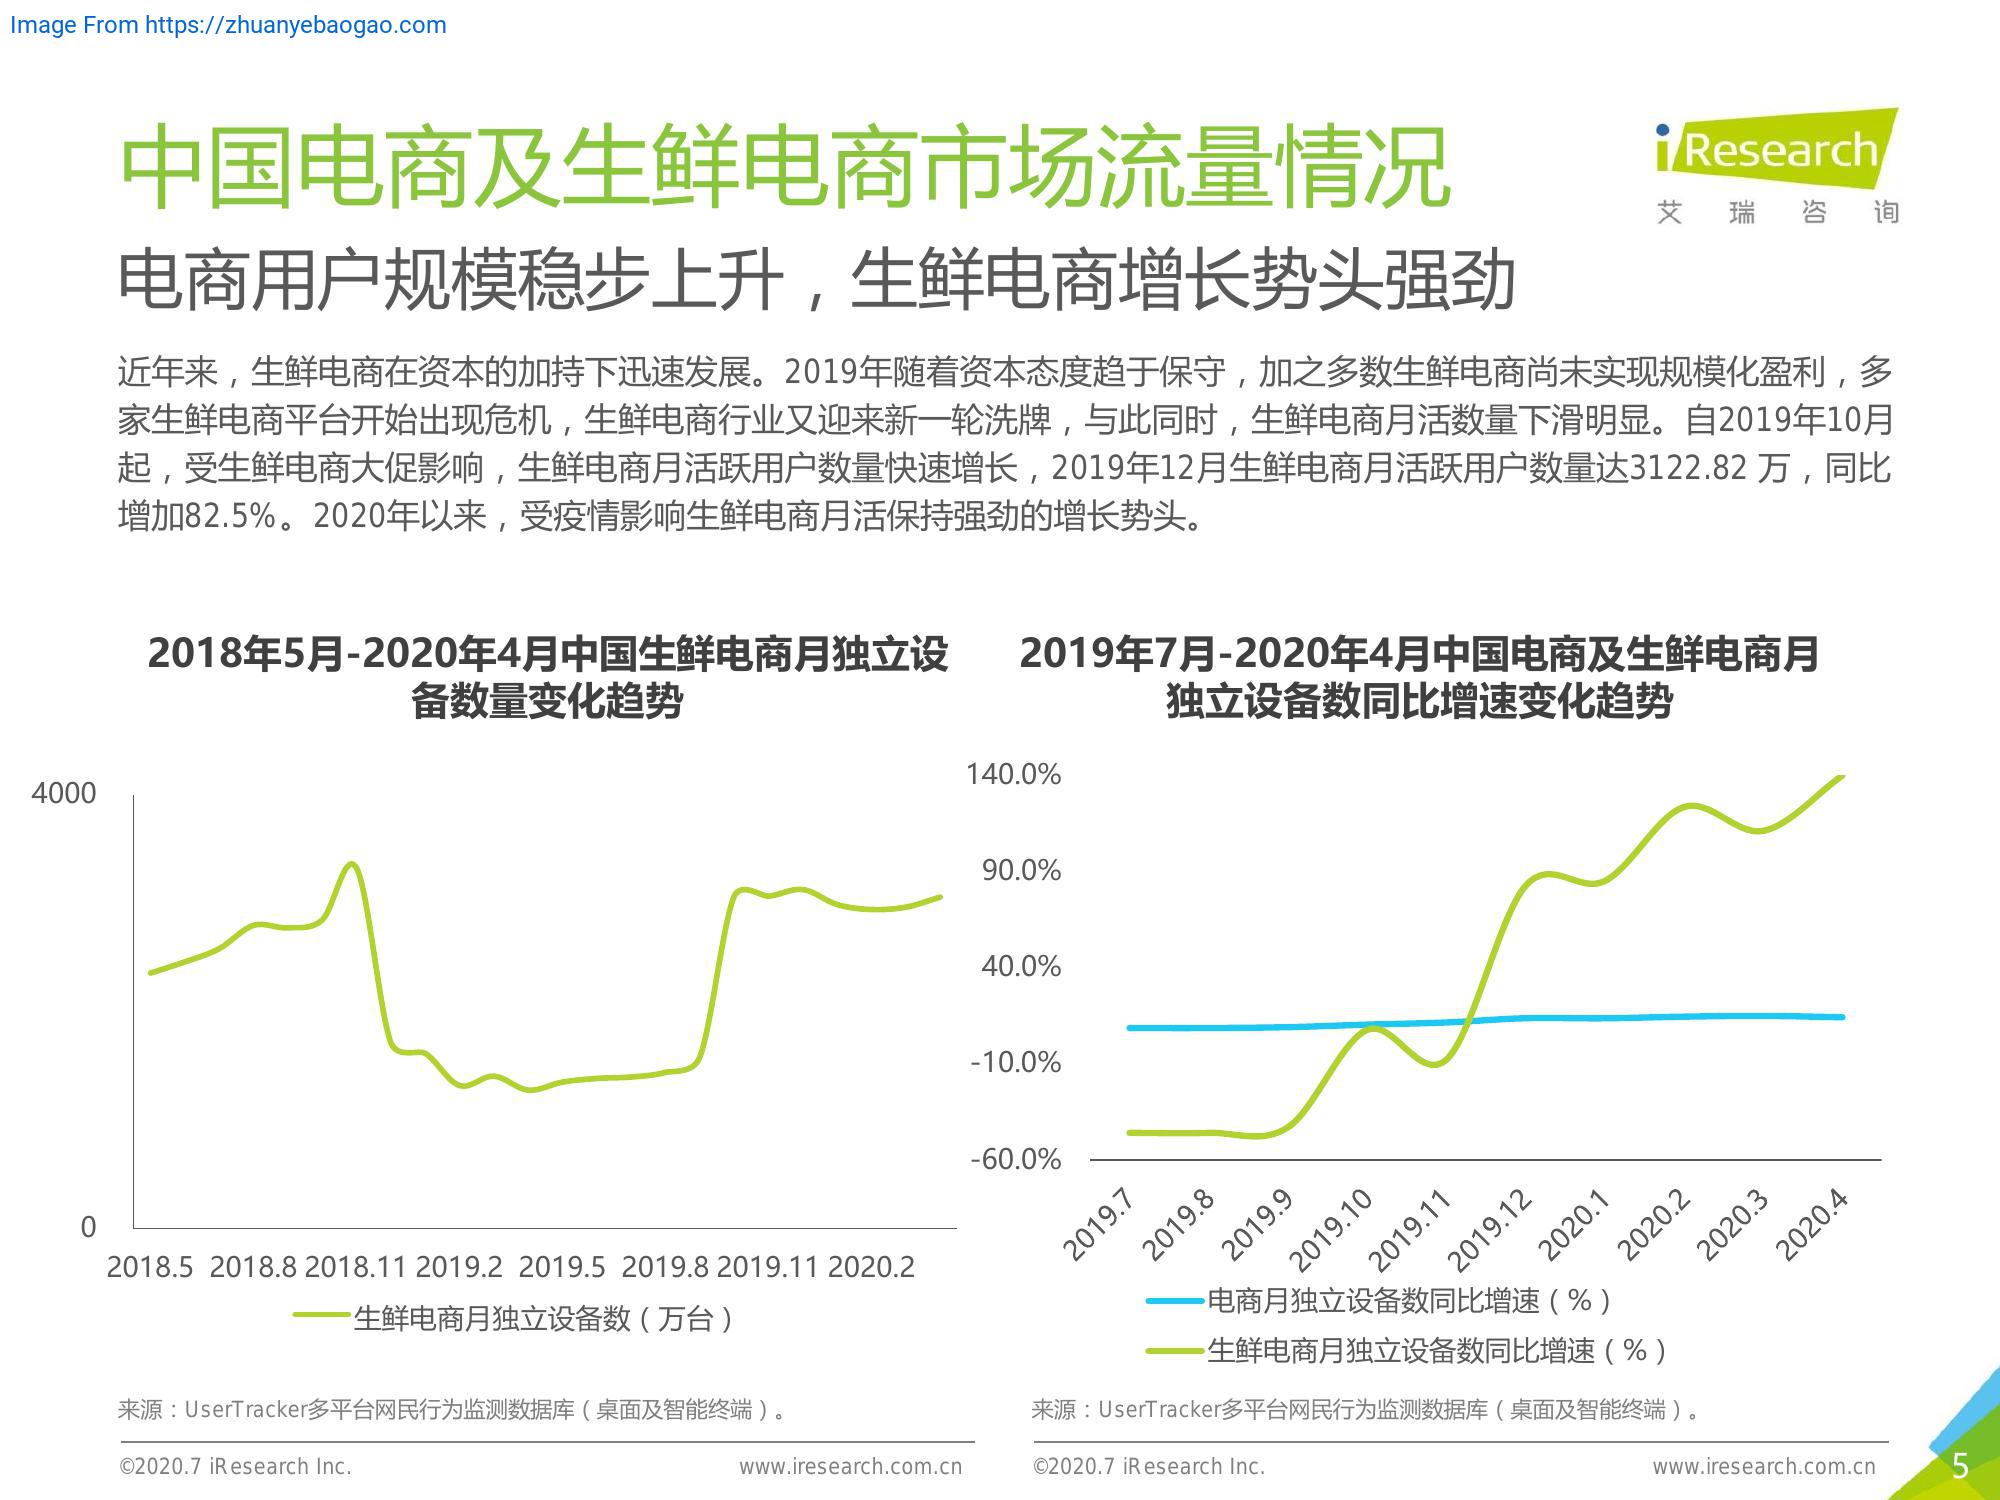 Image From https://zhuanyebaogao.com
中国电商及生鲜电商市场流量情况
iResearch
艾瑞咨询
电商用户规模稳步上升，生鲜电商增长势头强劲
近年来，生鲜电商在资本的加持下迅速发展。2019年随着资本态度趋于保守，加之多数生鲜电商尚未实现规模化盈利，多
家生鲜电商平台开始出现危机，生鲜电商行业又迎来新一轮洗牌，与此同时，生鲜电商月活数量下滑明显。自2019年10月
起，受生鲜电商大促影响，生鲜电商月活跃用户数量快速增长，2019年12月生鲜电商月活跃用户数量达3122.82 万，同比
增加82.5%。2020年以来，受疫情影响生鲜电商月活保持强劲的增长势头。
2018年5月-2020年4月中国生鲜电商月独立设
备数量变化趋势
4000
0
2018.5 2018.8 2018.11 2019.2 2019.5 2019.8 2019.11 2020.2
生鲜电商月独立设备数（万台）
来源：UserTracker多平台网民行为监测数据库（桌面及智能终端）。
©2020.7 iResearch Inc. www.iresearch.com.cn
2019年7月-2020年4月中国电商及生鲜电商月
独立设备数同比增速变化趋势
140.0%
90.0%
40.0%
-10.0%
-60.0%
2019.7 2019.8 2019.9 2019.10 2019.11 2019.12 2020.1 2020.2 2020.3 2020.4
电商月独立设备数同比增速（%）
生鲜电商月独立设备数同比增速（%）
来源：UserTracker多平台网民行为监测数据库（桌面及智能终端）。
©2020.7 iResearch Inc. www.iresearch.com.cn
5